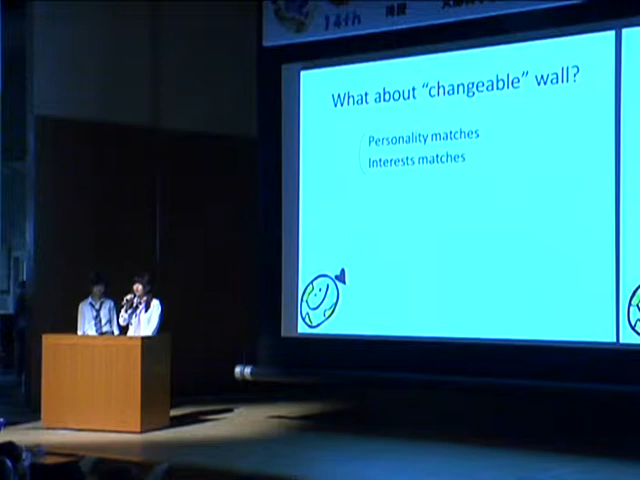 14th
What about “changeable” wall?
Personality matches
Interests matches